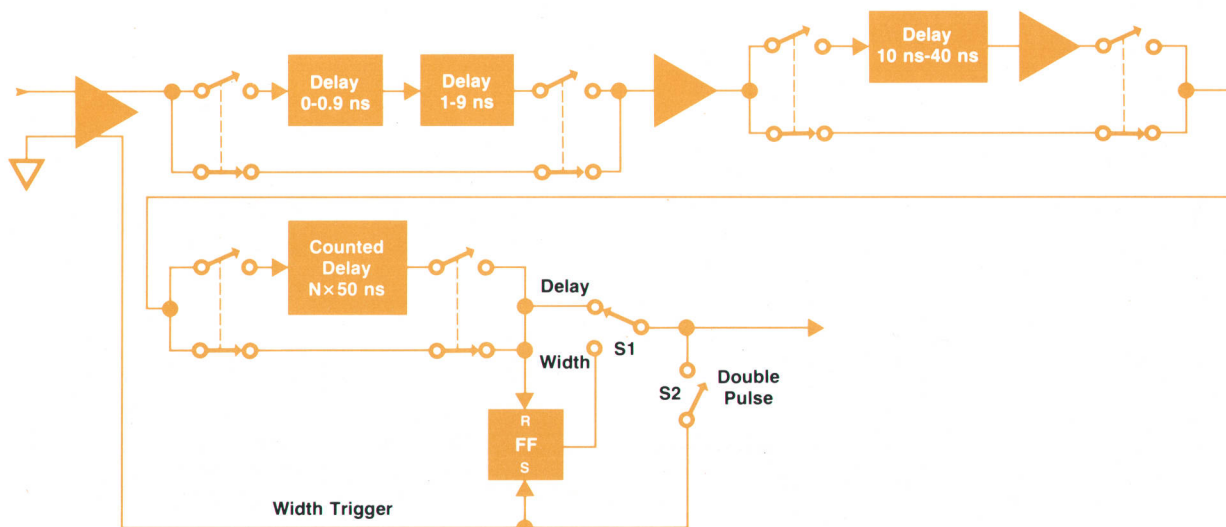 Delay
0-0.9 ns
Delay
1-9 ns
Delay
10 ns-40 ns
Counted
Delay
N×50 ns
Delay
S1
Width
S2
Double
Pulse
R
FF
S
Width Trigger